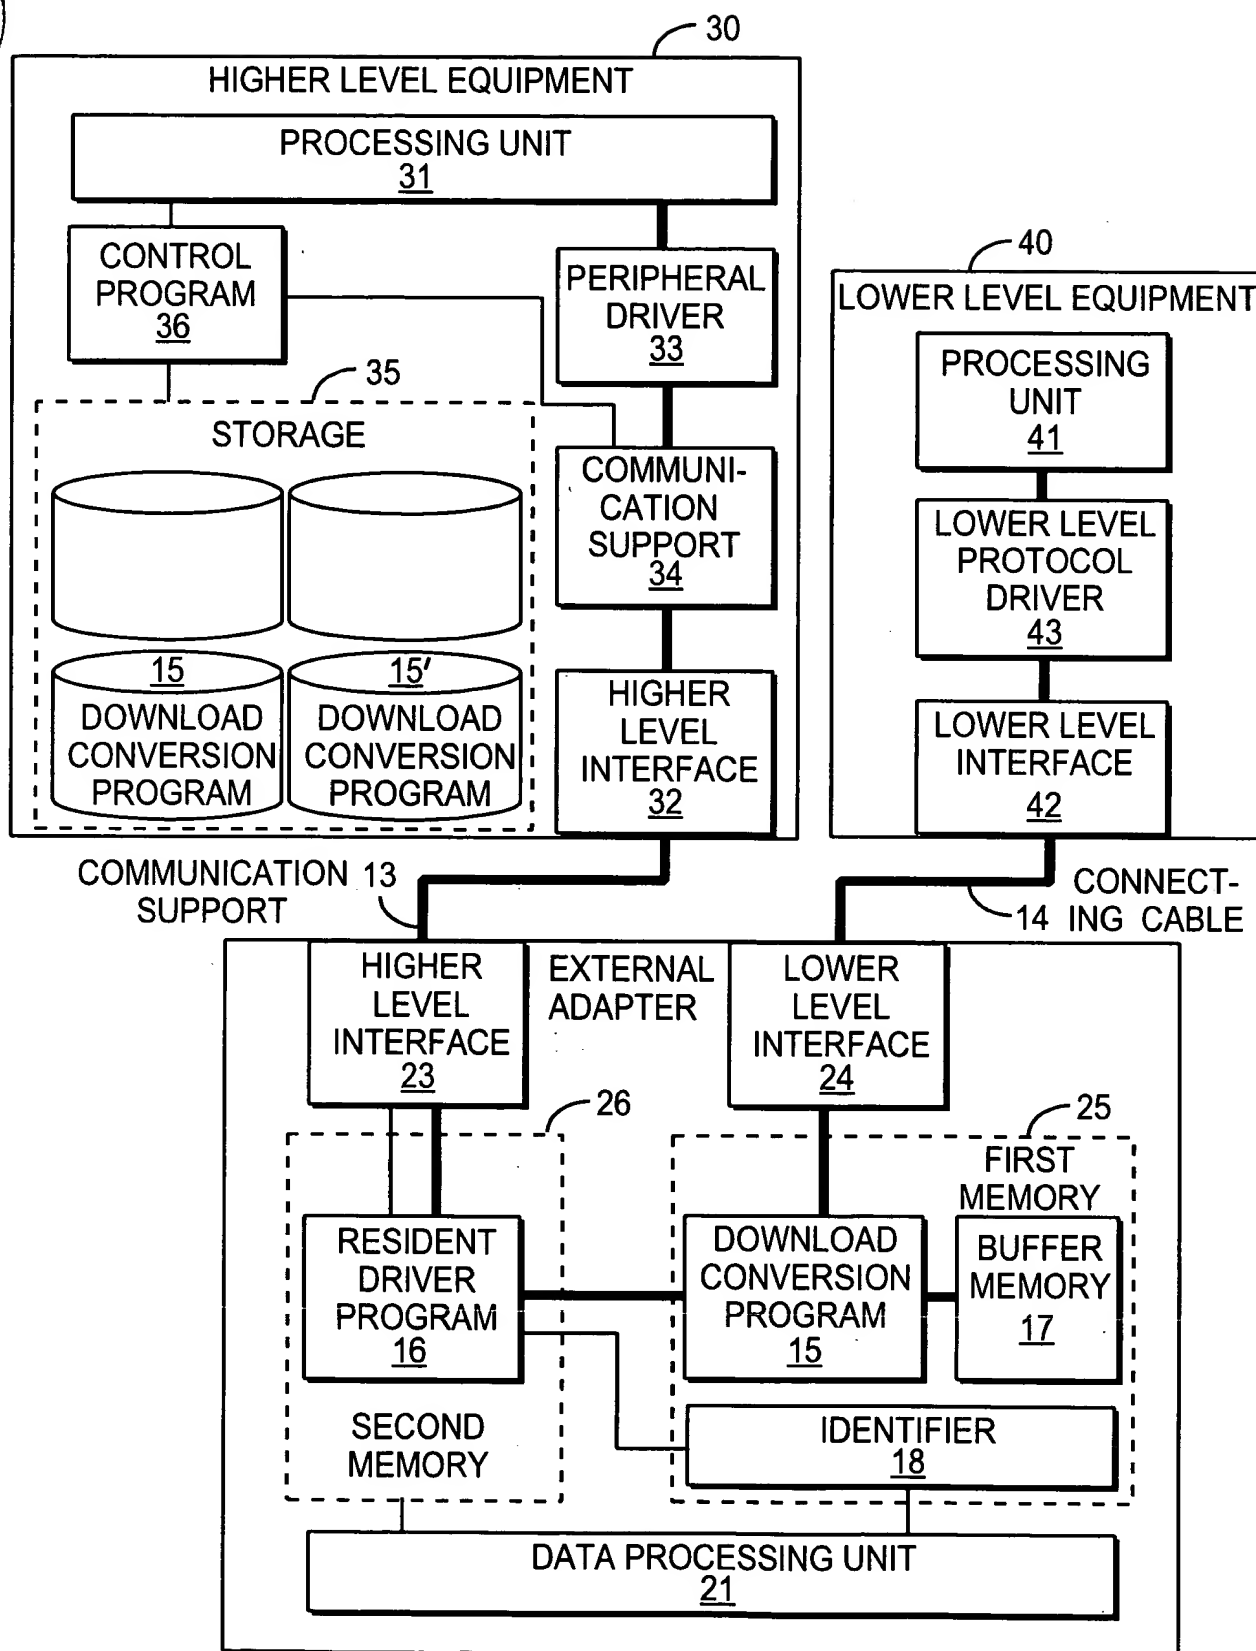 30
HIGHER LEVEL EQUIPMENT
PROCESSING UNIT
31
CONTROL
PROGRAM
36
PERIPHERAL
DRIVER
33
35
STORAGE
COMMUNI-
CATION
SUPPORT
34
15
DOWNLOAD
CONVERSION
PROGRAM
15'
DOWNLOAD
CONVERSION
PROGRAM
HIGHER
LEVEL
INTERFACE
32
40
LOWER LEVEL EQUIPMENT
PROCESSING
UNIT
41
LOWER LEVEL
PROTOCOL
DRIVER
43
LOWER LEVEL
INTERFACE
42
COMMUNICATION 13
SUPPORT
14
CONNECT-
ING CABLE
HIGHER
LEVEL
INTERFACE
23
EXTERNAL
ADAPTER
LOWER
LEVEL
INTERFACE
24
26
25
FIRST
MEMORY
RESIDENT
DRIVER
PROGRAM
16
DOWNLOAD
CONVERSION
PROGRAM
15
BUFFER
MEMORY
17
SECOND
MEMORY
IDENTIFIER
18
DATA PROCESSING UNIT
21